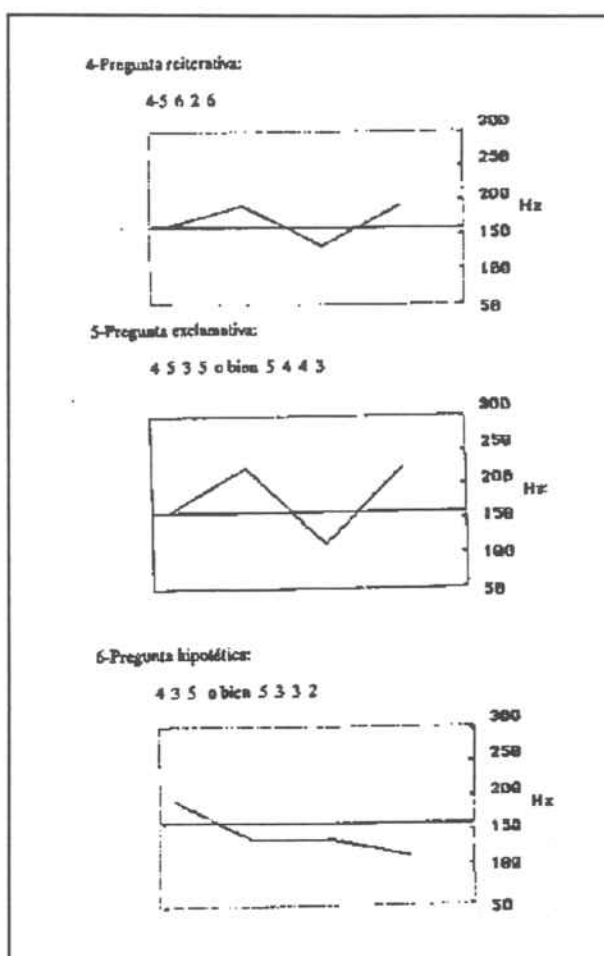 4-Pregunta reiterativa:
4-5 6 2 6
300
250
200
Hz
150
100
50
5-Pregunta exclamativa:
4 5 3 5 o bien 5 4 4 3
300
250
200
Hz
150
100
50
6-Pregunta hipotética:
4 3 5 o bien 5 3 3 2
300
250
200
Hz
150
100
50